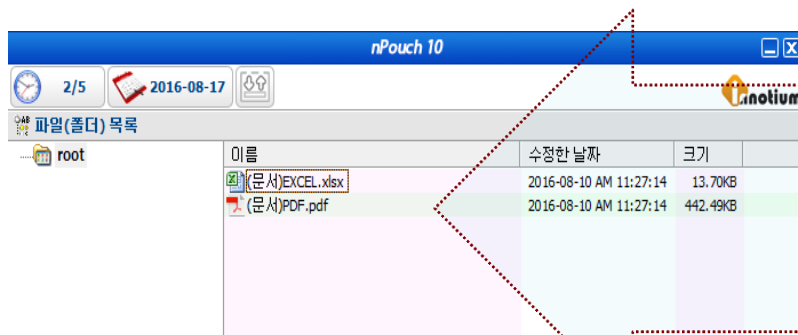 nPouch 10
2/5 2016-08-17 innotium
파일(폴더) 목록
root 이름 수정한 날짜 크기
(문서)EXCEL.xlsx 2016-08-10 AM 11:27:14 13.70KB
(문서)PDF.pdf 2016-08-10 AM 11:27:14 442.49KB